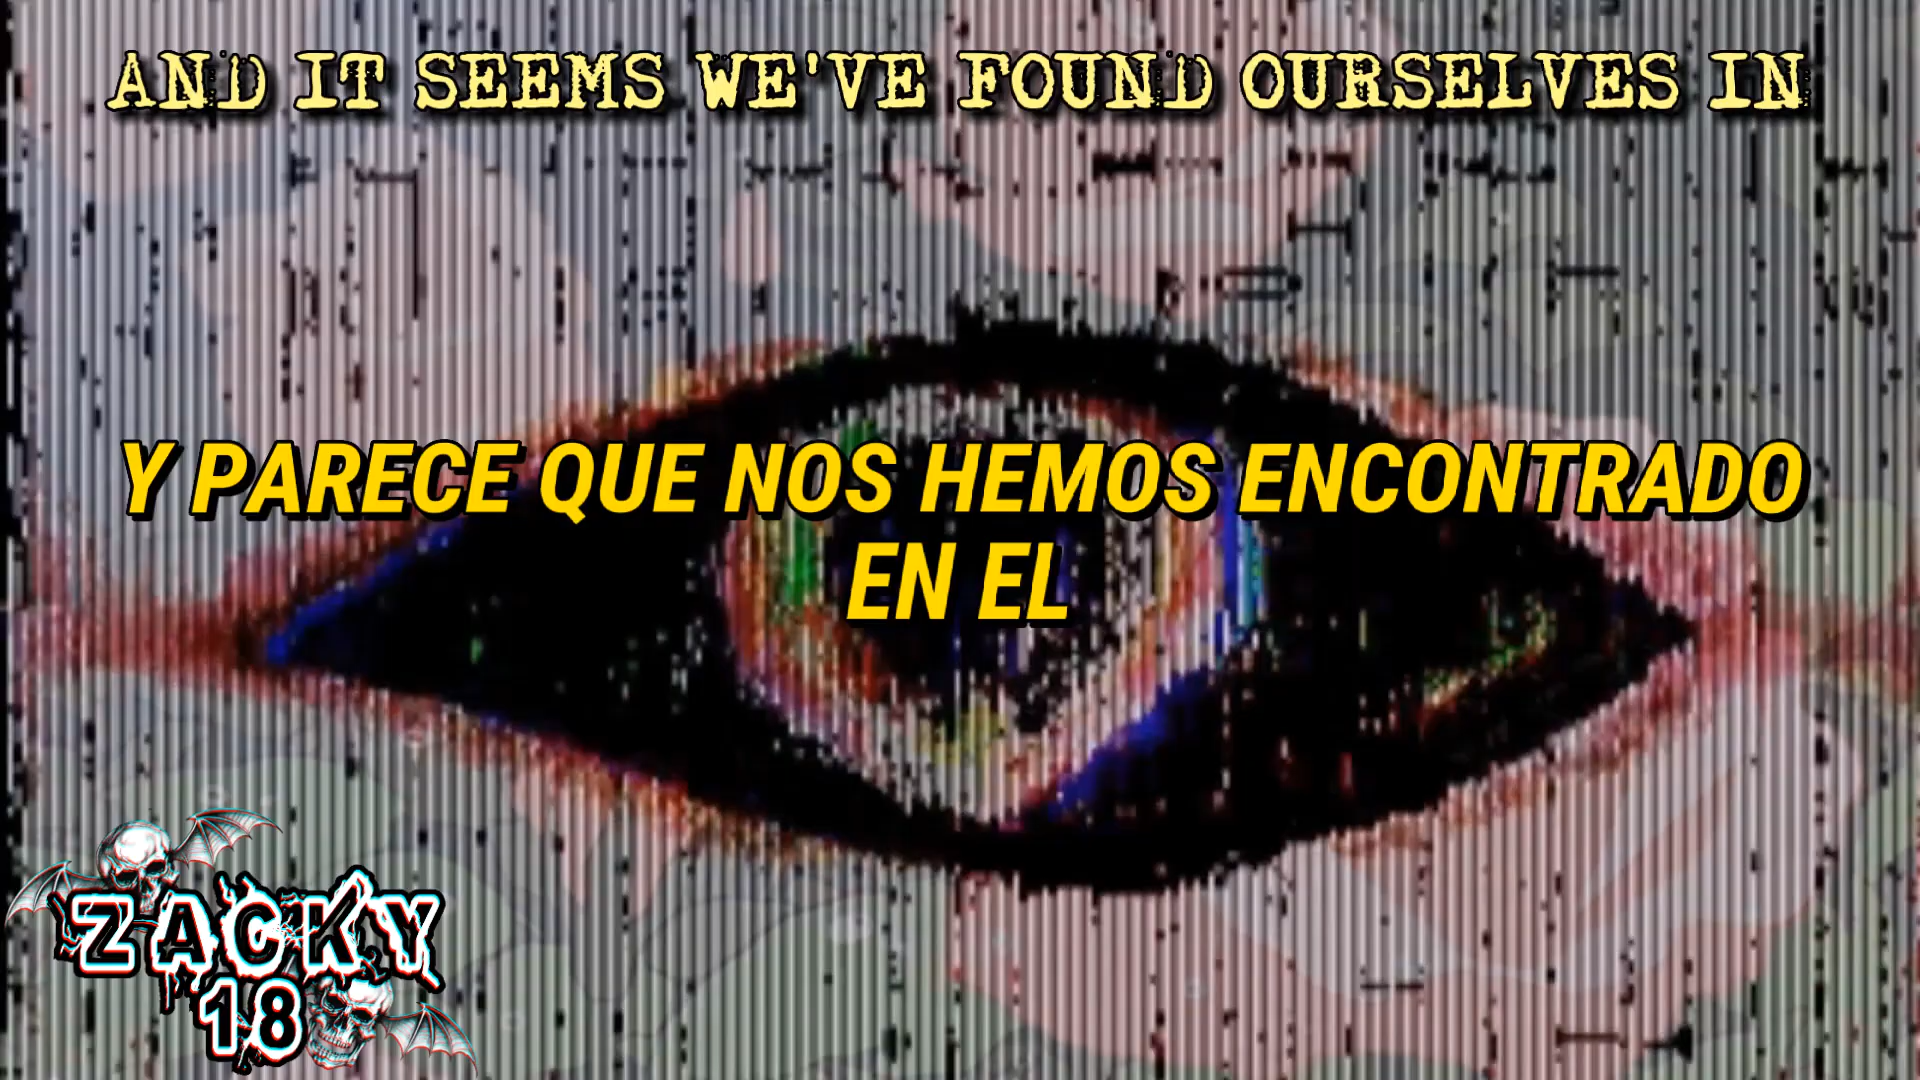 AND IT SEEMS WE'VE FOUND OURSELVES IN
Y PARECE QUE NOS HEMOS ENCONTRADO
EN EL
ZACKY
18